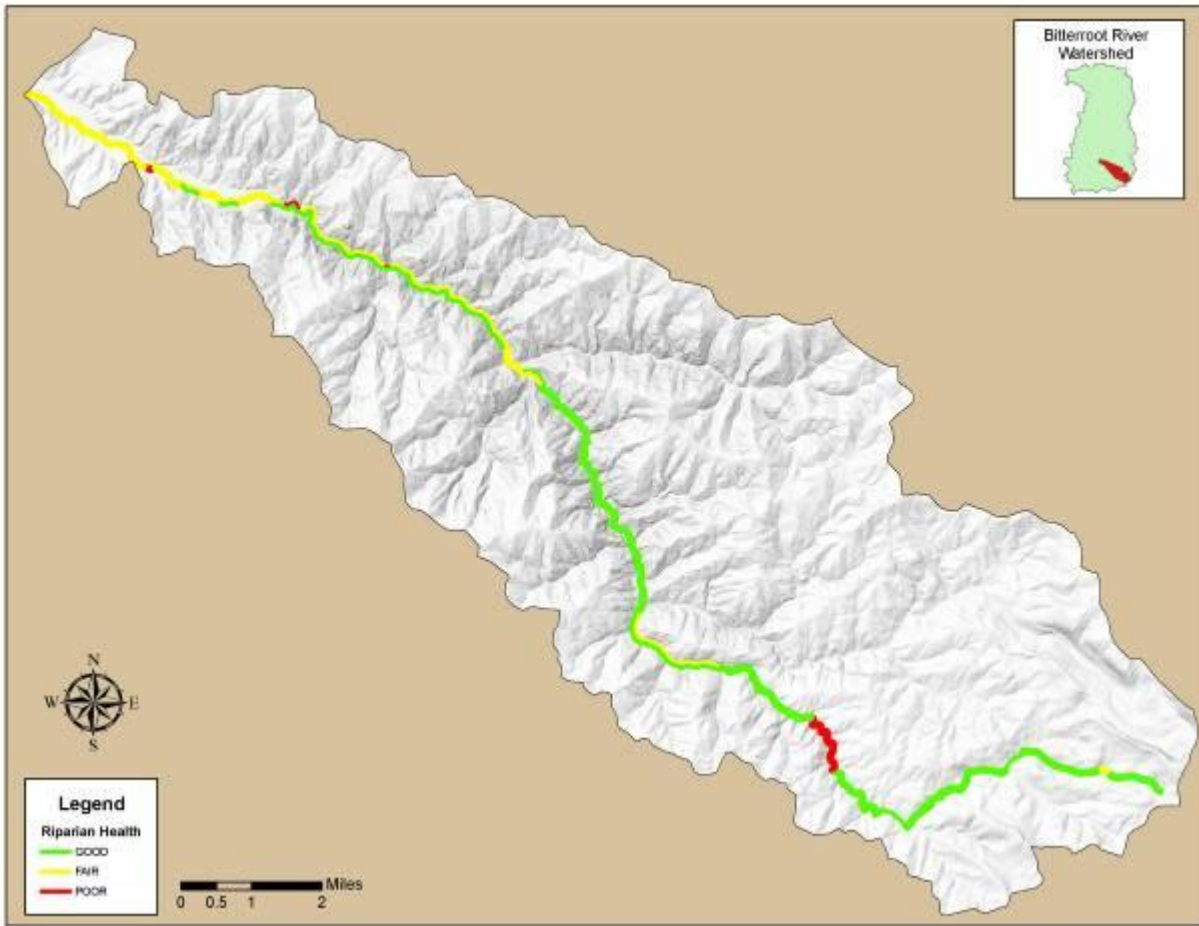 Bitterroot River
Watershed
N
W E
S
Legend
Riparian Health
GOOD
FAIR
POOR
Miles
0 0.5 1 2